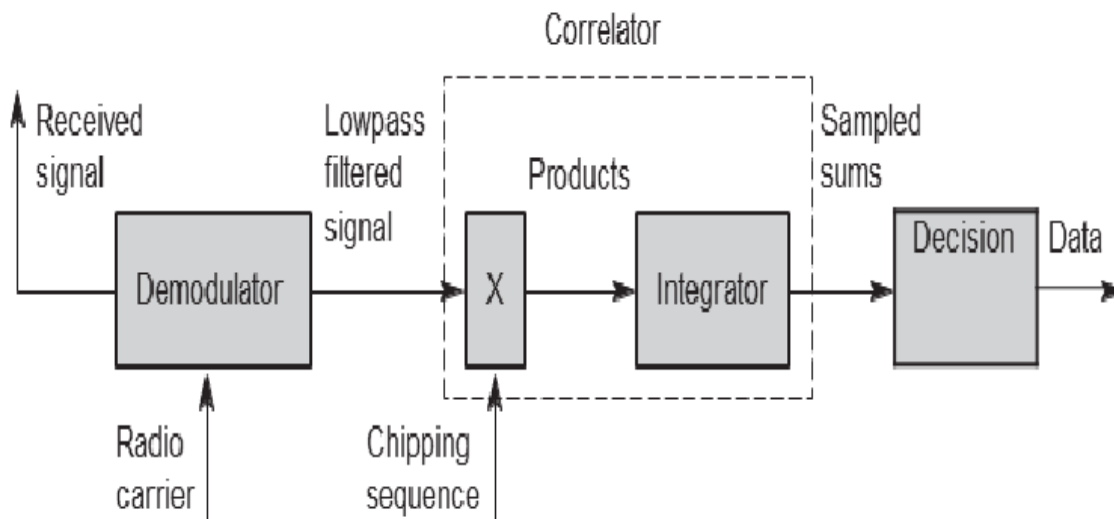 Correlator
Received
signal
Lowpass
filtered
signal
Products
Sampled
sums
Demodulator
X
Integrator
Decision
Data
Radio
carrier
Chipping
sequence